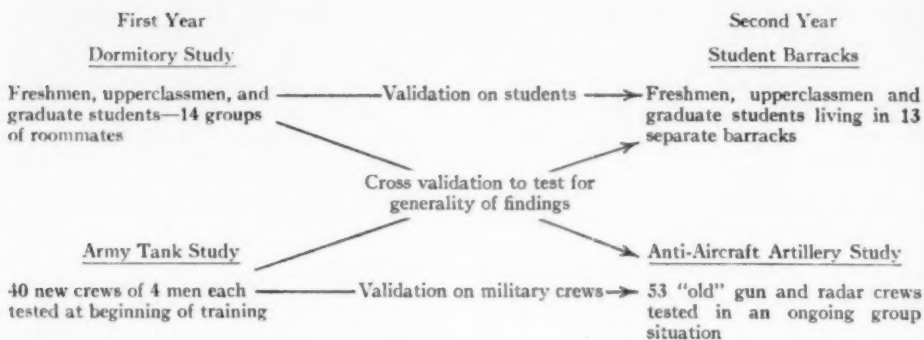 First Year
Second Year
Dormitory Study
Student Barracks
Freshmen, upperclassmen, and
graduate students—14 groups
of roommates
Validation on students
Freshmen, upperclassmen and
graduate students living in 13
separate barracks
Cross validation to test for
generality of findings
Army Tank Study
Anti-Aircraft Artillery Study
40 new crews of 4 men each
tested at beginning of training
Validation on military crews
53 "old" gun and radar crews
tested in an ongoing group
situation